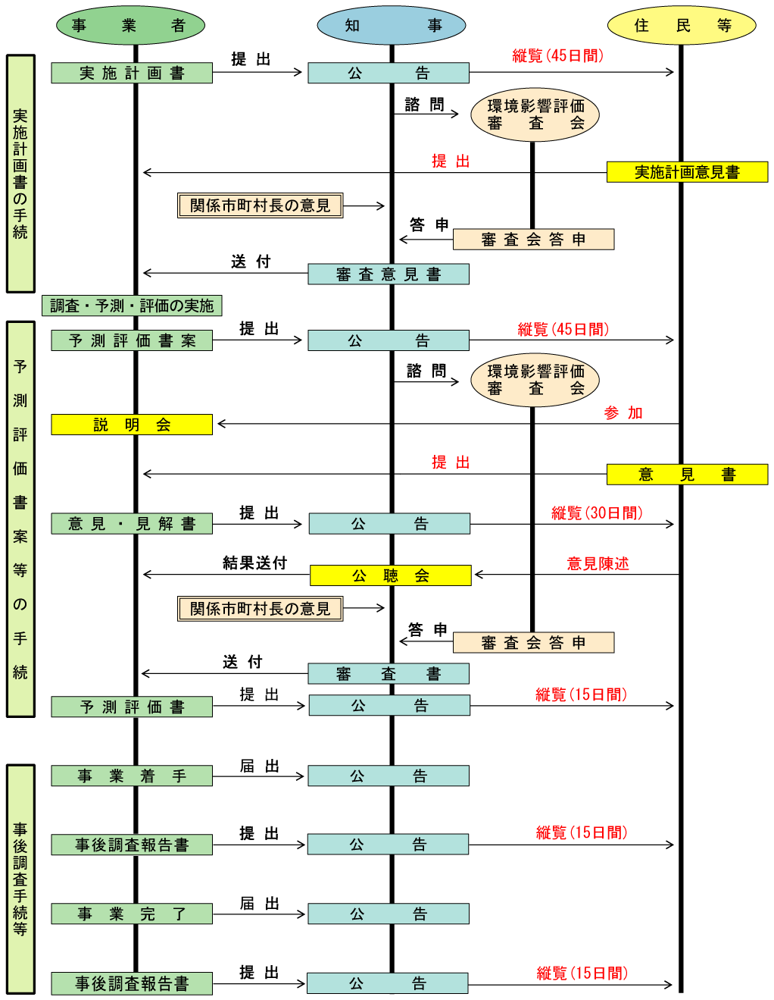 事業者
知事
住民等
実施計画書の手続
実施計画書
提出
公告
縦覧(45日間)
諮問
環境影響評価
審査会
提出
実施計画意見書
関係市町村長の意見
答申
審査会答申
送付
審査意見書
調査・予測・評価の実施
予測評価書案等の手続
予測評価書案
提出
公告
縦覧(45日間)
諮問
環境影響評価
審査会
説明会
参加
提出
意見書
意見・見解書
提出
公告
縦覧(30日間)
結果送付
公聴会
意見陳述
関係市町村長の意見
答申
審査会答申
送付
審査書
予測評価書
提出
公告
縦覧(15日間)
事後調査手続等
事業着手
届出
公告
事後調査報告書
提出
公告
縦覧(15日間)
事業完了
届出
公告
事後調査報告書
提出
公告
縦覧(15日間)